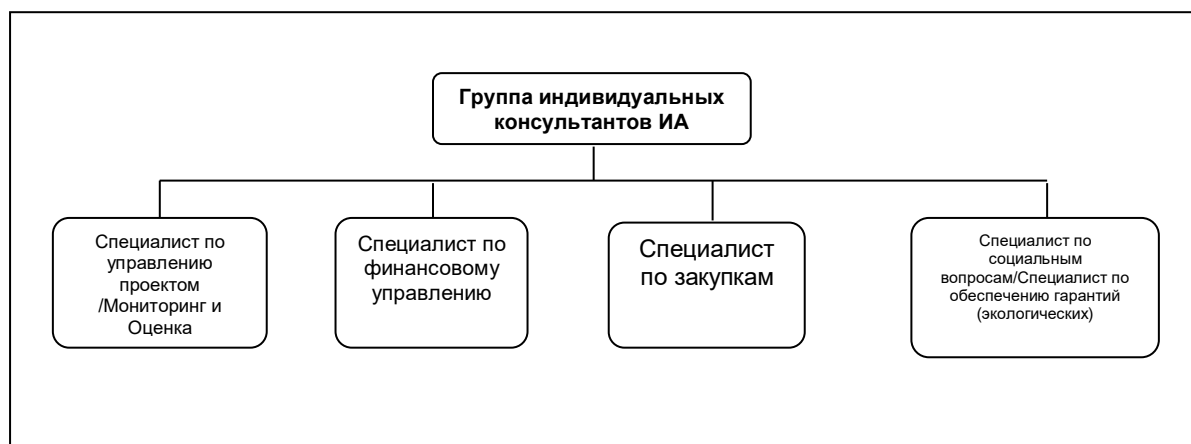 Группа индивидуальных
консультантов ИА
Специалист по
управлению
проектом
/Мониторинг и
Оценка
Специалист по
финансовому
управлению
Специалист
по закупкам
Специалист по
социальным
вопросам/Специалист по
обеспечению гарантий
(экологических)